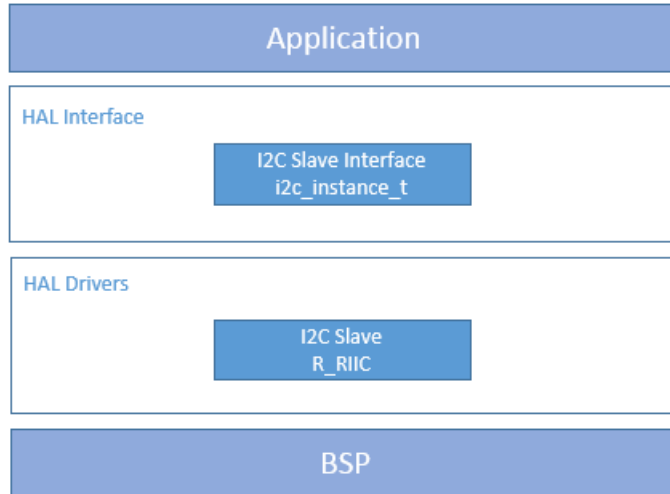 Application
HAL Interface
I2C Slave Interface
i2c_instance_t
HAL Drivers
I2C Slave
R_RIIC
BSP